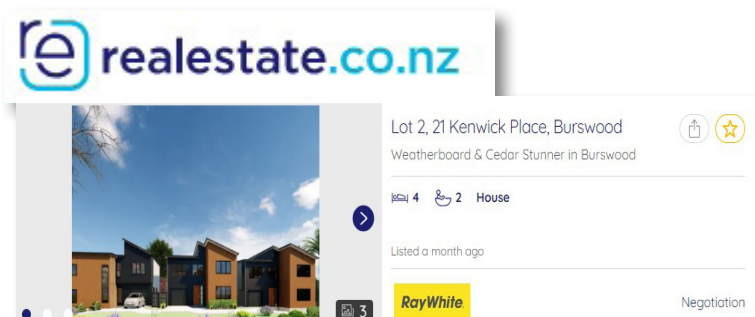 re realestate.co.nz
Lot 2, 21 Kenwick Place, Burswood
Weatherboard & Cedar Stunner in Burswood
4 2 House
Listed a month ago
3
RayWhite.
Negotiation